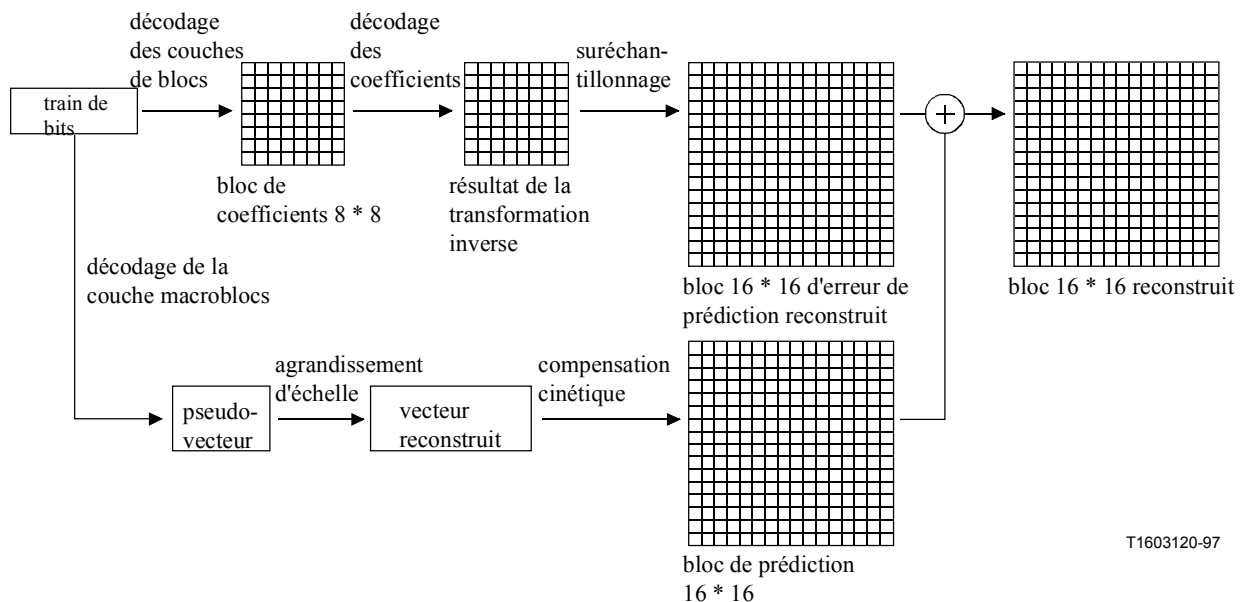 décodage
des couches
de blocs
décodage
des
coefficients
suréchan-
tillonnage
train de
bits
bloc de
coefficients 8 * 8
résultat de la
transformation
inverse
décodage de la
couche macroblocs
bloc 16 * 16 d'erreur de
prédiction reconstruit
bloc 16 * 16 reconstruit
agrandissement
d'échelle
compensation
cinétique
pseudo-
vecteur
vecteur
reconstruit
T1603120-97
bloc de prédiction
16 * 16